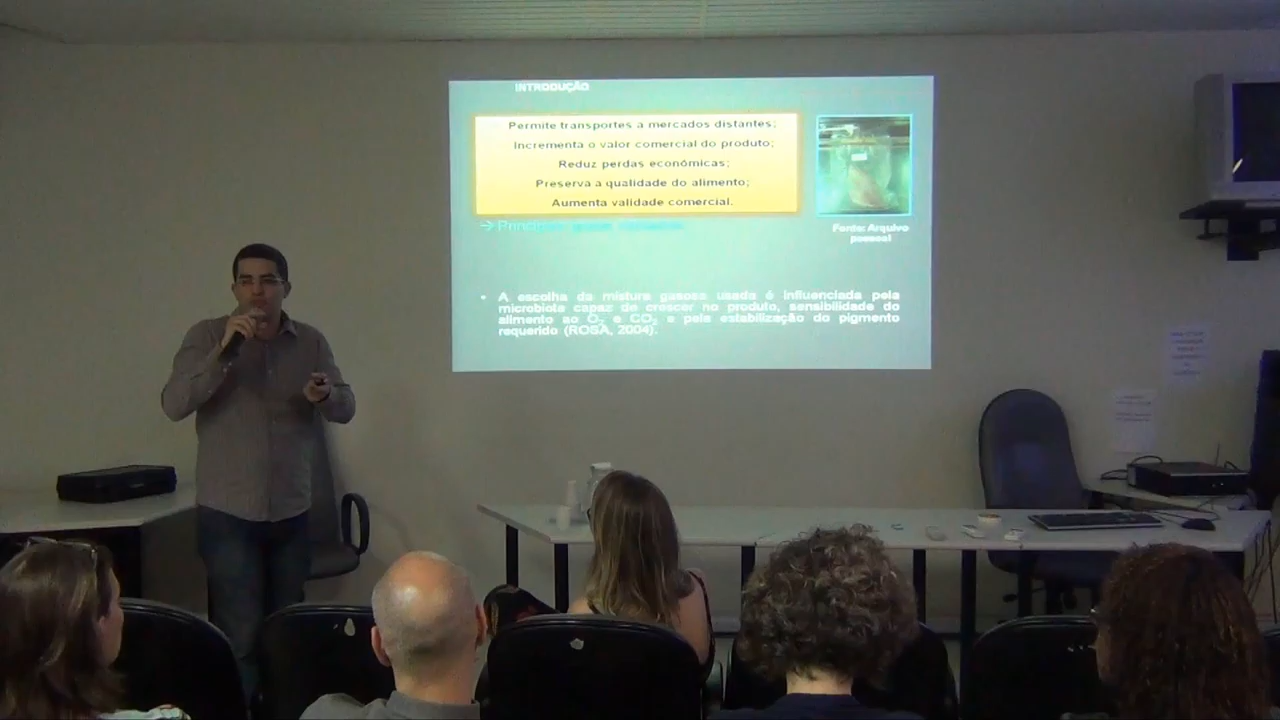 INTRODUÇÃO
Permite transportes a mercados distantes;
Incrementa o valor comercial do produto;
Reduz perdas econômicas;
Preserva a qualidade do alimento;
Aumenta validade comercial.
Fonte: Arquivo
pessoal
• A escolha da mistura gasosa usada é influenciada pela
microbiota capaz de crescer no produto, sensibilidade do
alimento ao O₂ e CO₂ e pela estabilização do pigmento
requerido (ROSA, 2004).